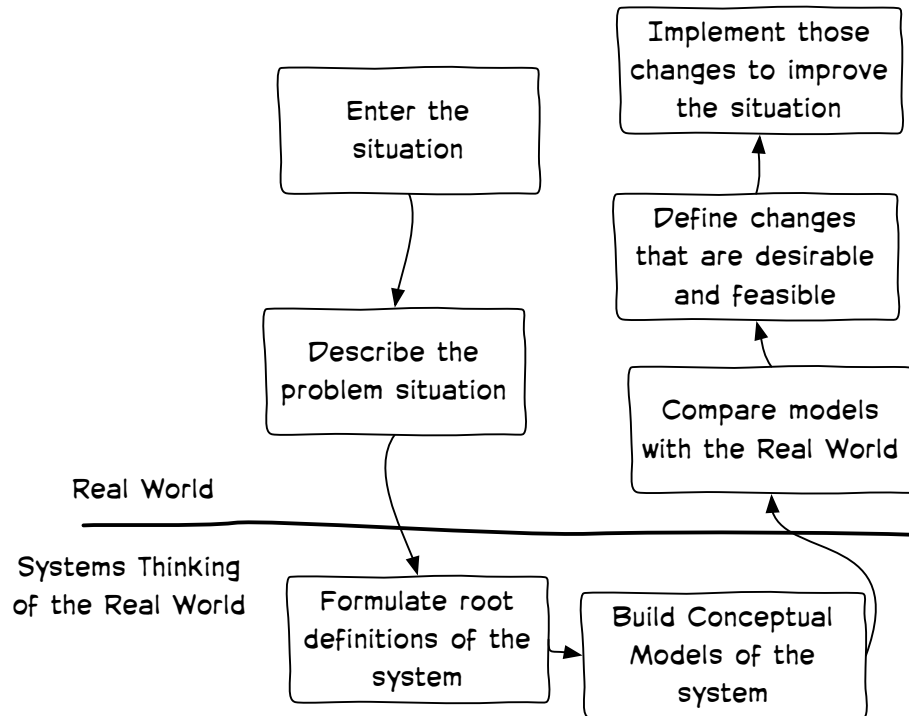 Enter the
situation
Describe the
problem situation
Real World
Systems Thinking
of the Real World
Formulate root
definitions of the
system
Build Conceptual
Models of the
system
Compare models
with the Real World
Define changes
that are desirable
and feasible
Implement those
changes to improve
the situation